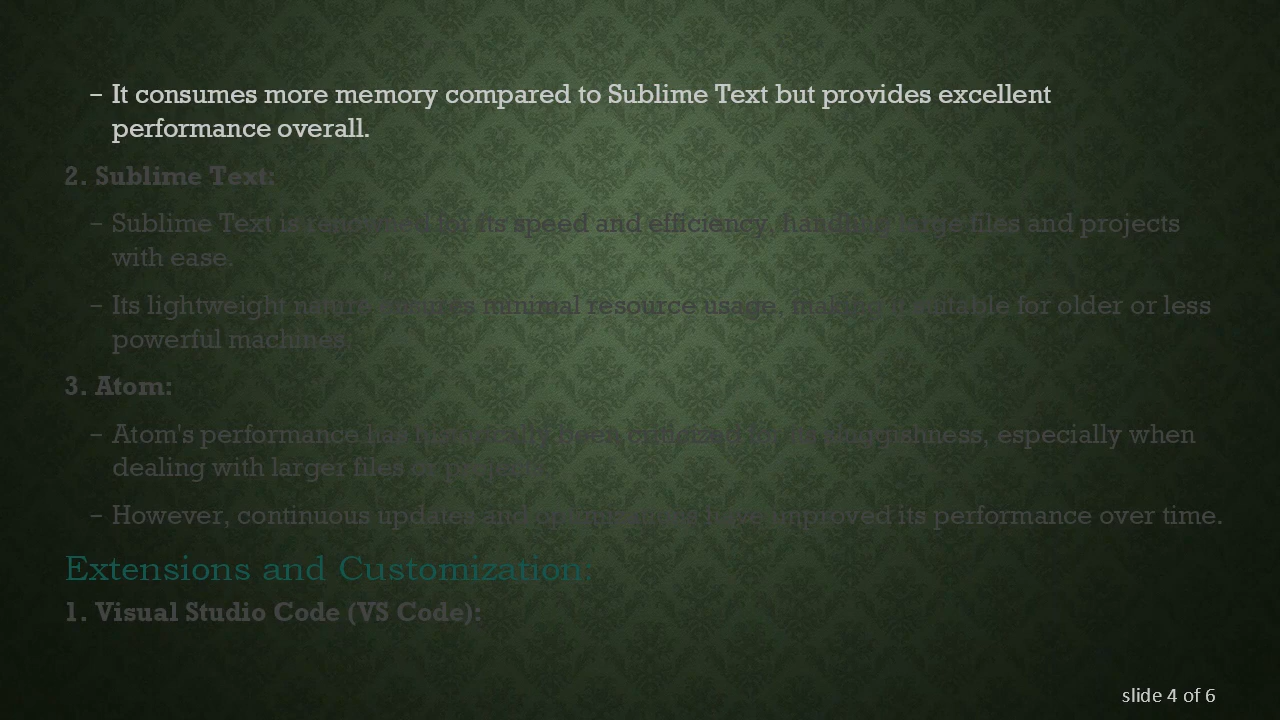 – It consumes more memory compared to Sublime Text but provides excellent
performance overall.
2. Sublime Text:
– Sublime Text is renowned for its speed and efficiency, handling large files and projects
with ease.
– Its lightweight nature ensures minimal resource usage, making it suitable for older or less
powerful machines.
3. Atom:
– Atom's performance has historically been criticized for its sluggishness, especially when
dealing with larger files or projects.
– However, continuous updates and optimizations have improved its performance over time.
Extensions and Customization:
1. Visual Studio Code (VS Code):
slide 4 of 6